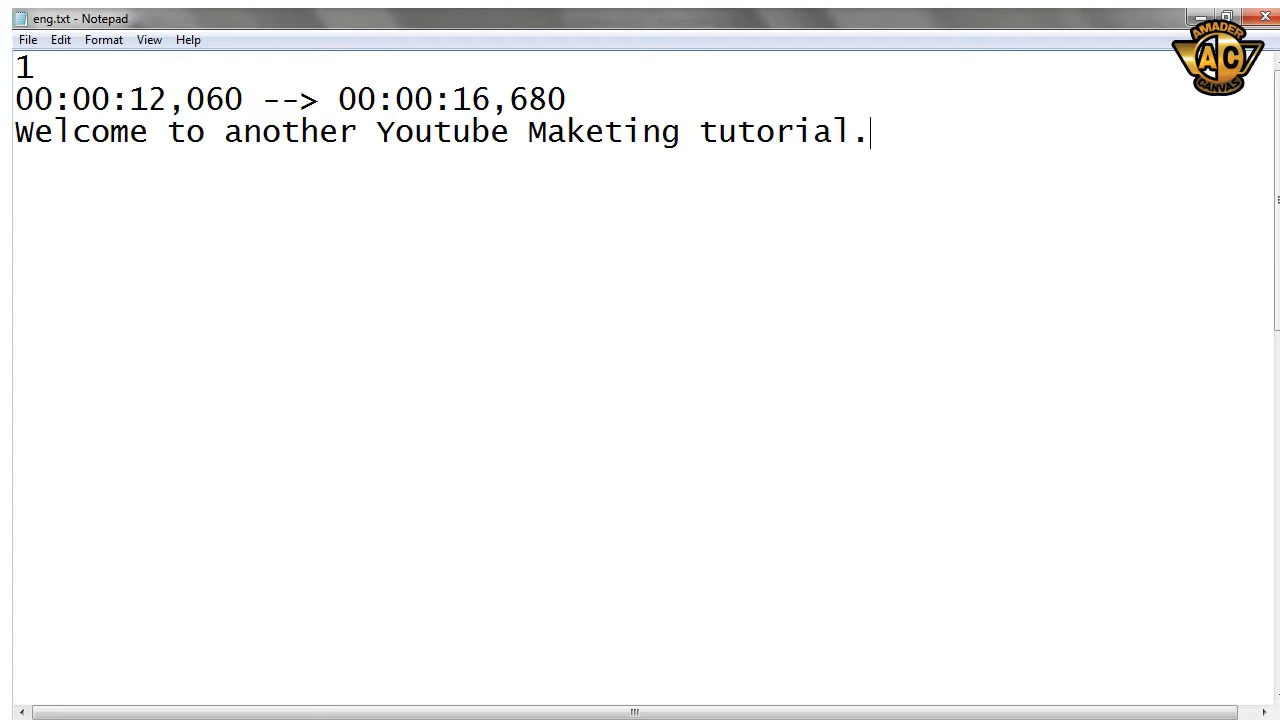 eng.txt - Notepad
File Edit Format View Help
AMADER
AC
CANVAS
1
00:00:12,060 --> 00:00:16,680
Welcome to another Youtube Maketing tutorial.